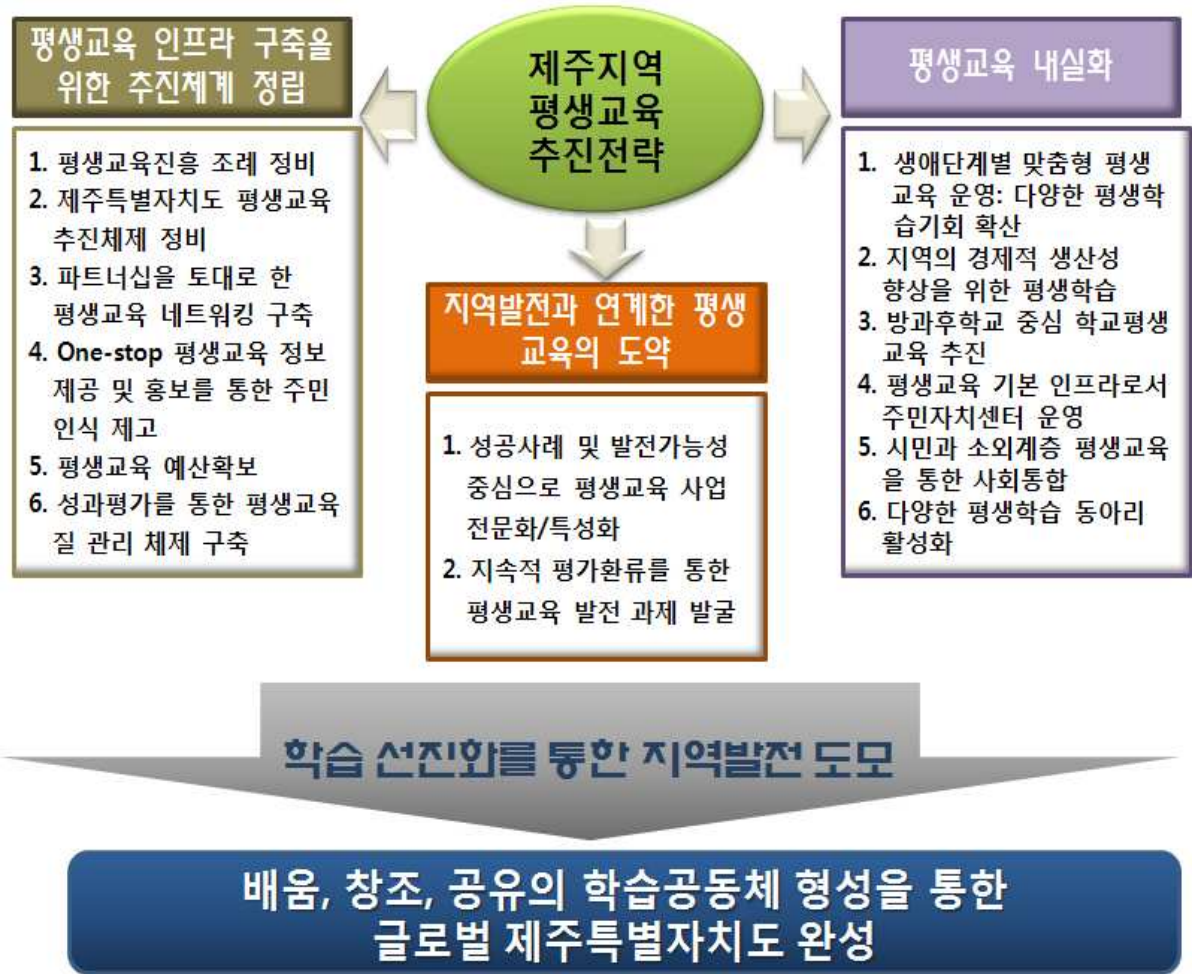 제주지역
평생교육
추진전략
평생교육 인프라 구축을
위한 추진체계 정립
1. 평생교육진흥 조례 정비
2. 제주특별자치도 평생교육
추진체제 정비
3. 파트너십을 토대로 한
평생교육 네트워킹 구축
4. One-stop 평생교육 정보
제공 및 홍보를 통한 주민
인식 제고
5. 평생교육 예산확보
6. 성과평가를 통한 평생교육
질 관리 체제 구축
지역발전과 연계한 평생
교육의 도약
1. 성공사례 및 발전가능성
중심으로 평생교육 사업
전문화/특성화
2. 지속적 평가환류를 통한
평생교육 발전 과제 발굴
평생교육 내실화
1. 생애단계별 맞춤형 평생
교육 운영: 다양한 평생학
습기회 확산
2. 지역의 경제적 생산성
향상을 위한 평생학습
3. 방과후학교 중심 학교평생
교육 추진
4. 평생교육 기본 인프라로서
주민자치센터 운영
5. 시민과 소외계층 평생교육
을 통한 사회통합
6. 다양한 평생학습 동아리
활성화
학습 선진화를 통한 지역발전 도모
배움, 창조, 공유의 학습공동체 형성을 통한
글로벌 제주특별자치도 완성